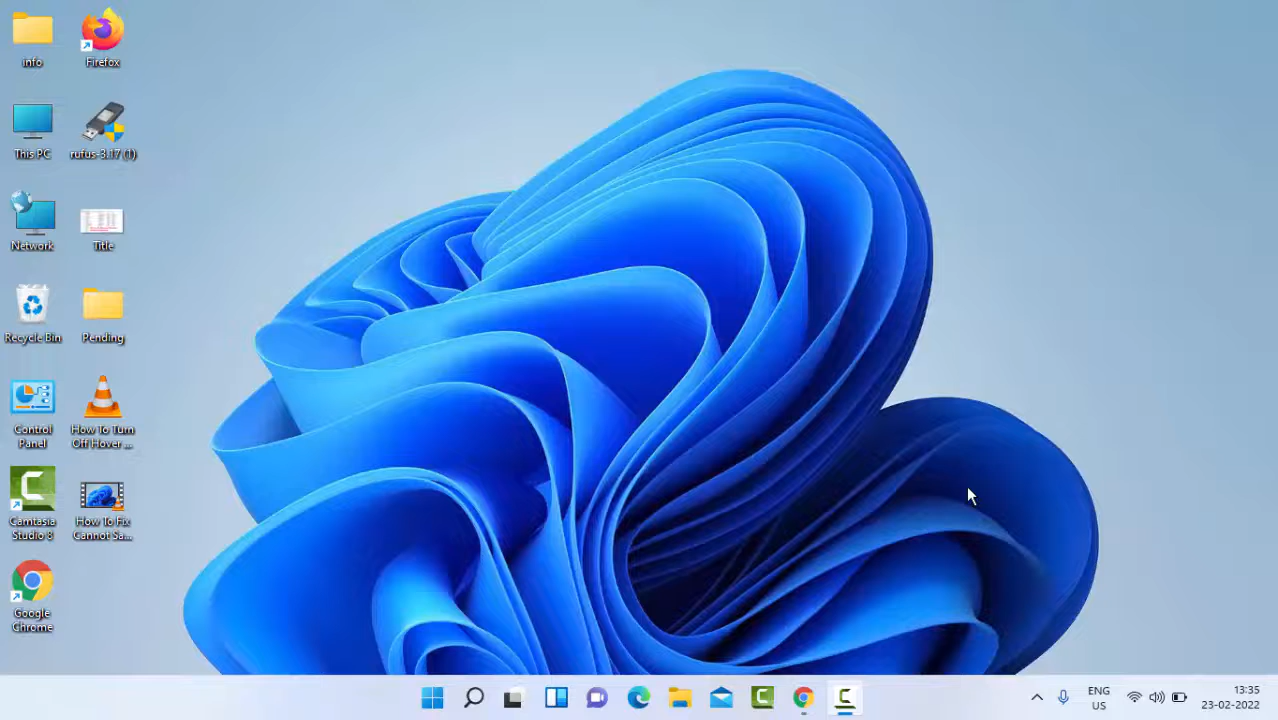 info
Firefox
This PC
rufus-3.17 (1)
Network
Title
Recycle Bin
Pending
Control
Panel
How To Turn
Off Hover ...
Camtasia
Studio 8
How To Fix
Cannot Sa...
Google
Chrome
ENG
US
13:35
23-02-2022